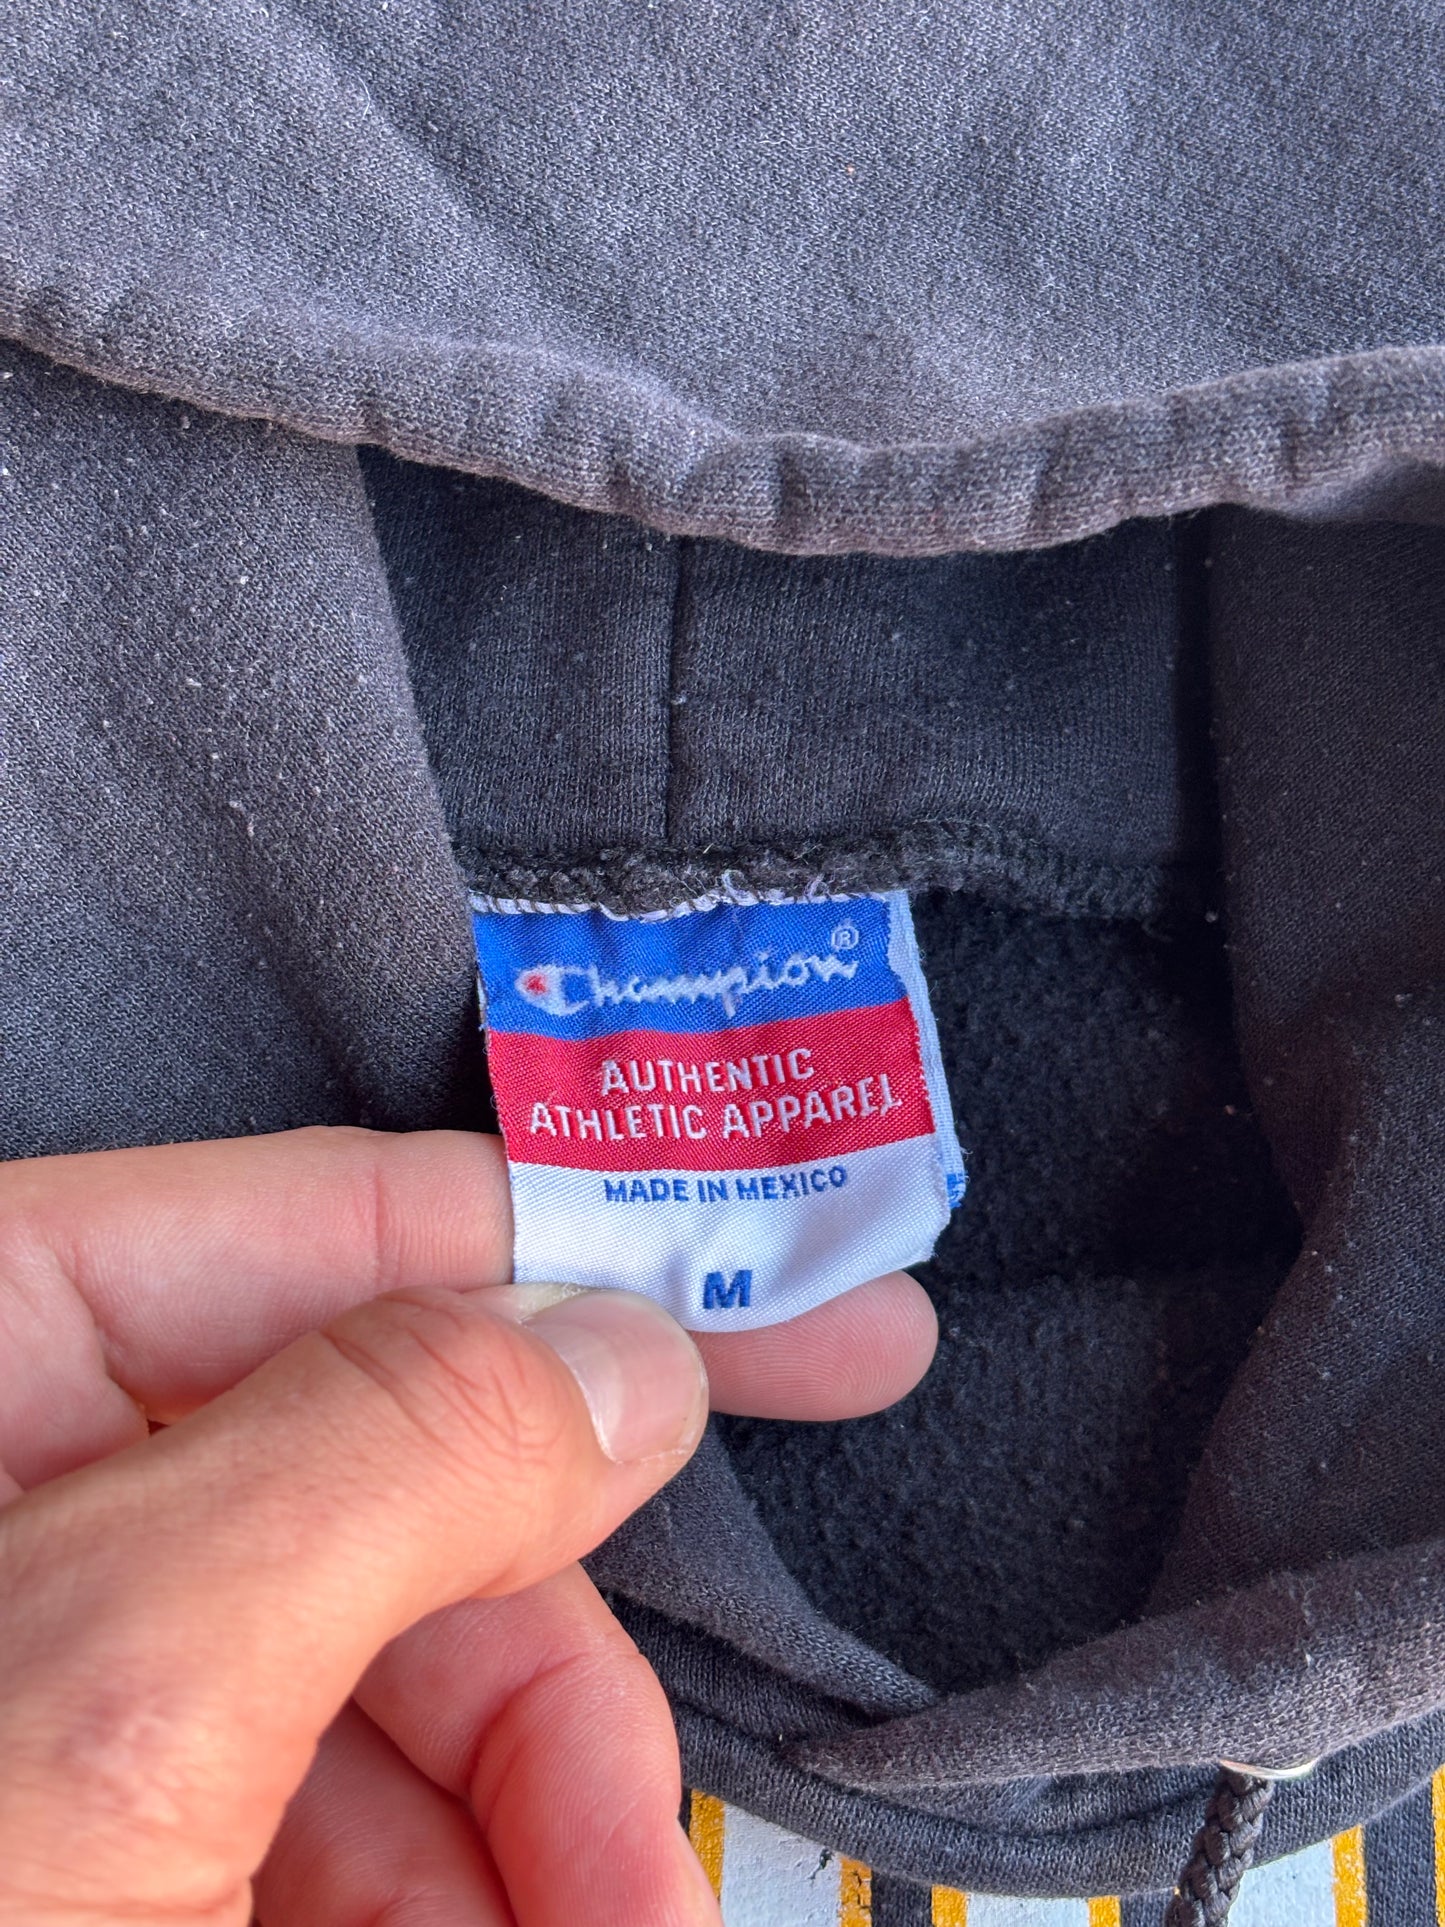 Champion®
AUTHENTIC
ATHLETIC APPAREL
MADE IN MEXICO
M